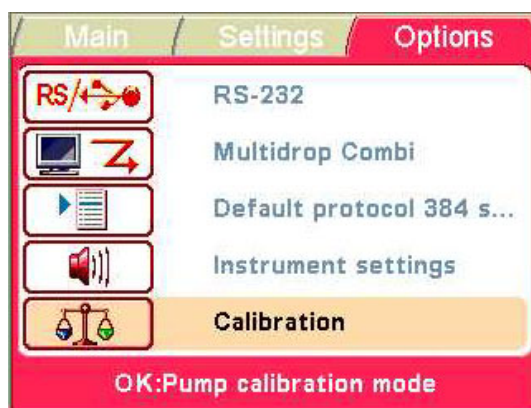 Main Settings Options
RS/ RS-232
Multidrop Combi
Default protocol 384 s...
Instrument settings
Calibration
OK:Pump calibration mode